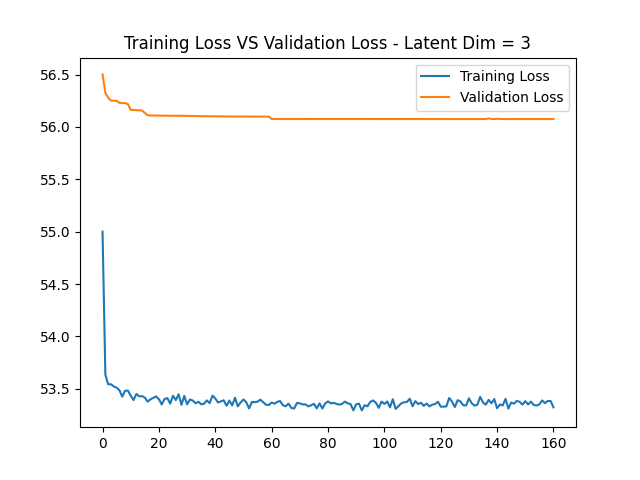 Training Loss VS Validation Loss - Latent Dim = 3
Training Loss
Validation Loss
56.5
56.0
55.5
55.0
54.5
54.0
53.5
0 20 40 60 80 100 120 140 160